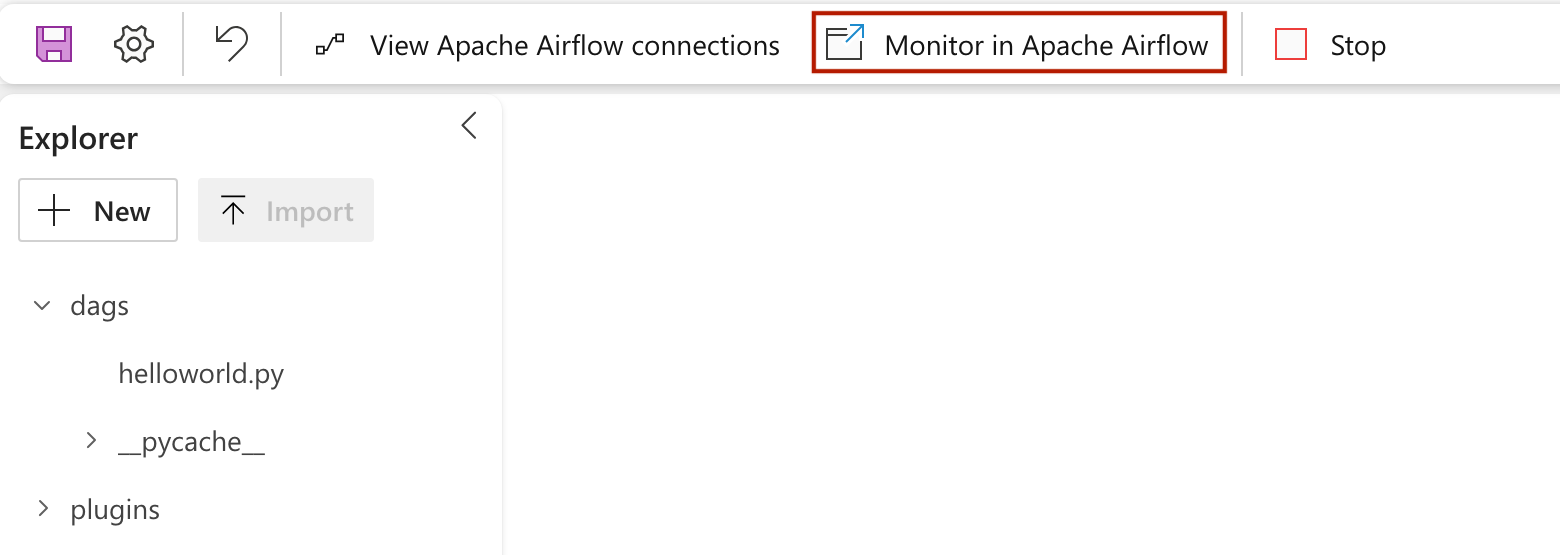 View Apache Airflow connections
Monitor in Apache Airflow
Stop
Explorer
New
Import
dags
helloworld.py
__pycache__
plugins